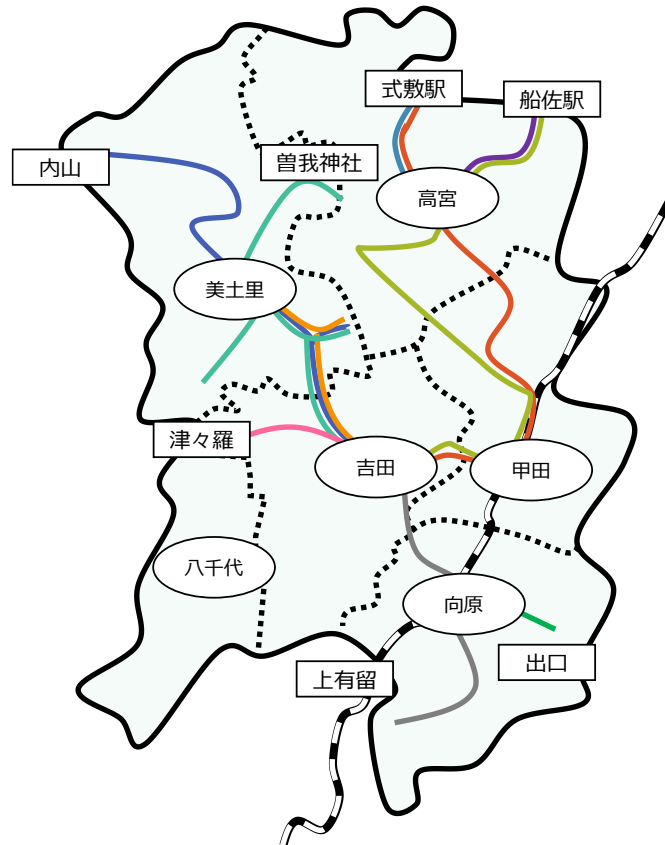 式敷駅
船佐駅
内山
曽我神社
高宮
美土里
津々羅
吉田
甲田
八千代
向原
出口
上有留